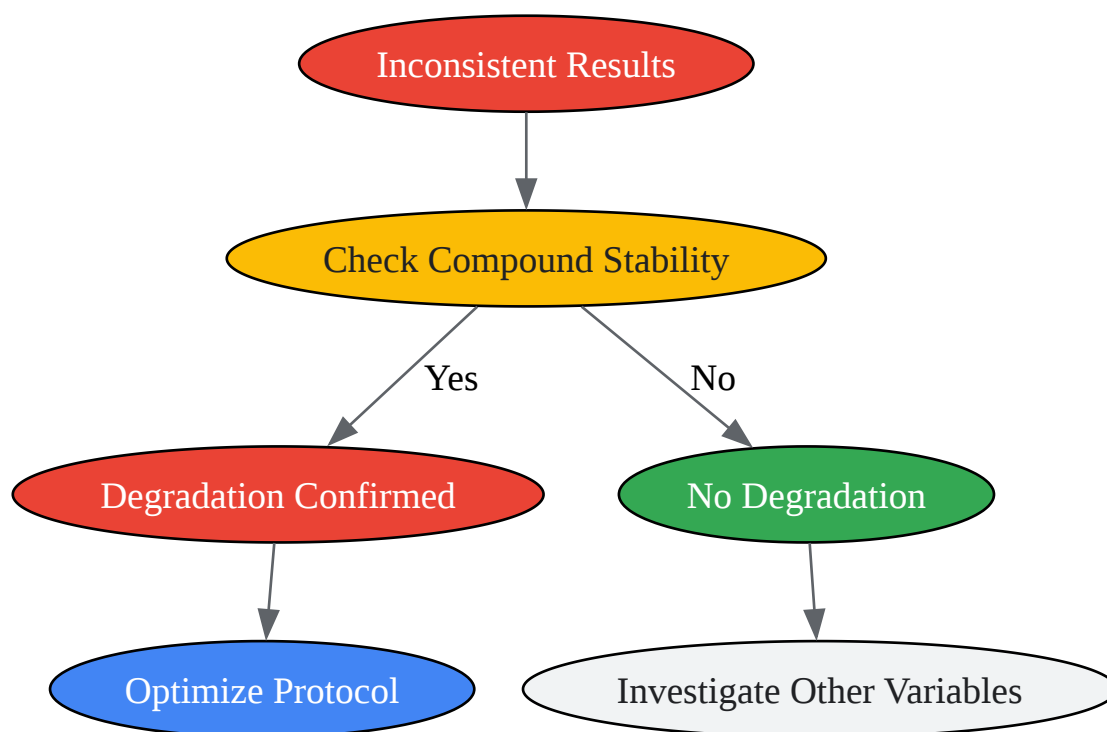 Inconsistent Results
Check Compound Stability
Yes
No
Degradation Confirmed
No Degradation
Optimize Protocol
Investigate Other Variables